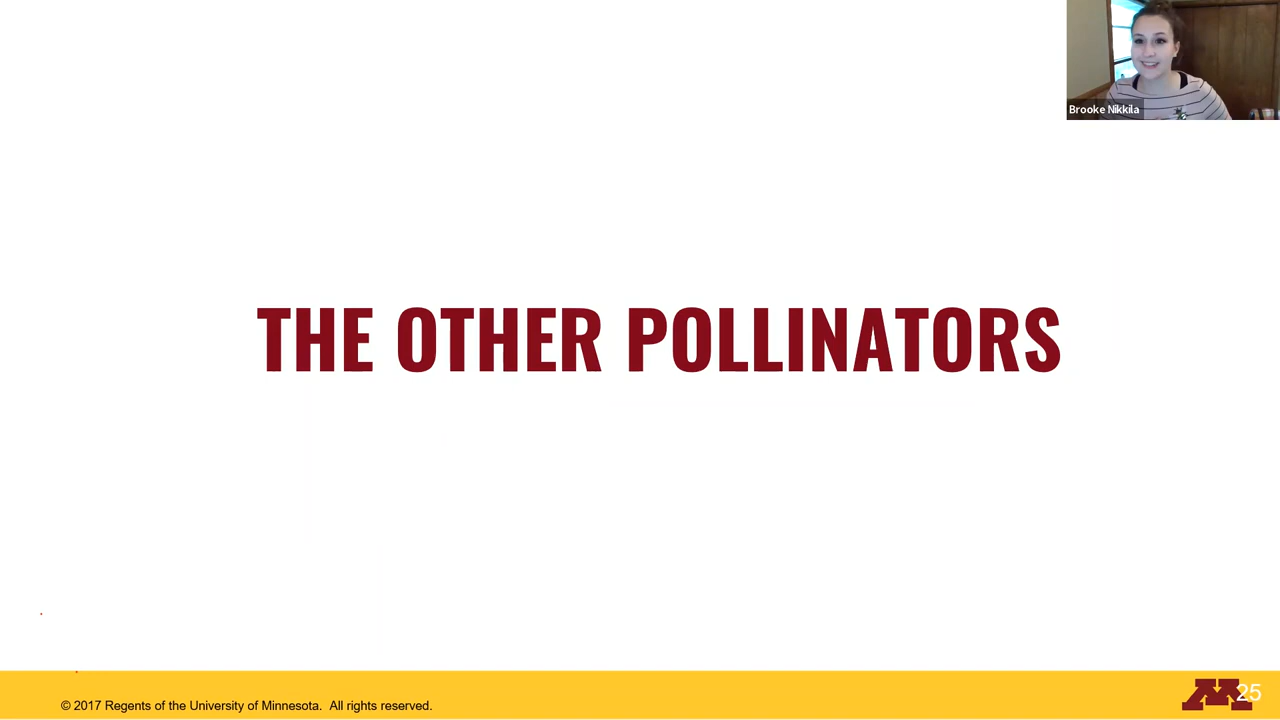 Brooke Nikkila
THE OTHER POLLINATORS
© 2017 Regents of the University of Minnesota. All rights reserved.
M
25